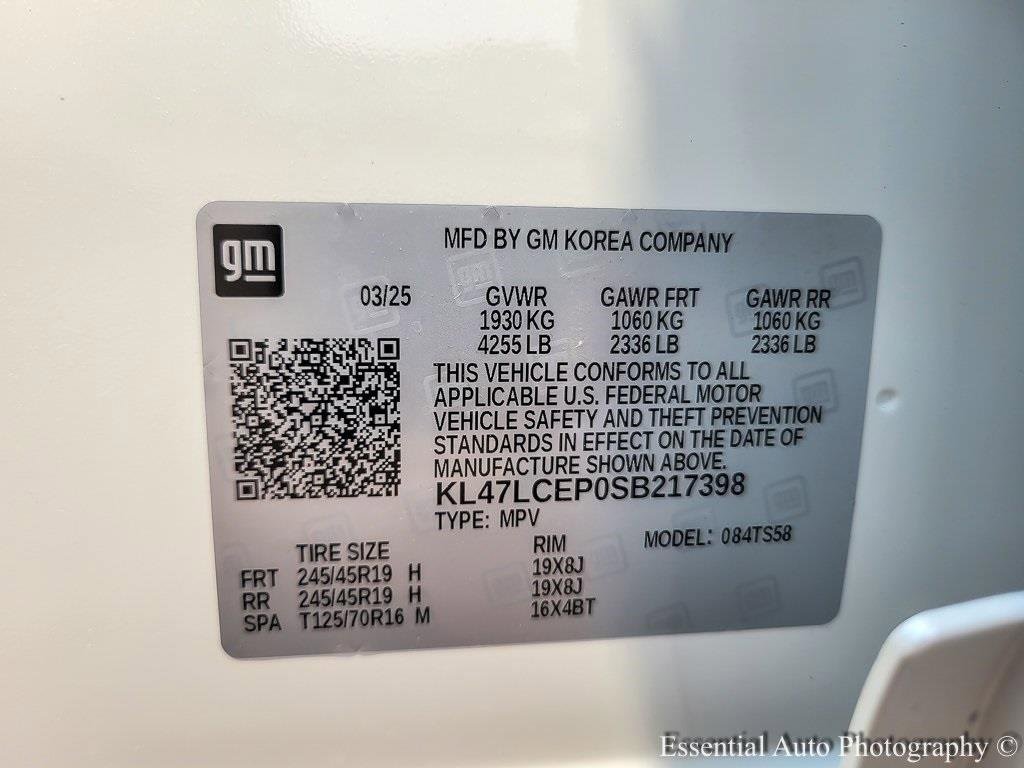 gm
MFD BY GM KOREA COMPANY
03/25 GVWR GAWR FRT GAWR RR
1930 KG 1060 KG 1060 KG
4255 LB 2336 LB 2336 LB
THIS VEHICLE CONFORMS TO ALL
APPLICABLE U.S. FEDERAL MOTOR
VEHICLE SAFETY AND THEFT PREVENTION
STANDARDS IN EFFECT ON THE DATE OF
MANUFACTURE SHOWN ABOVE.
KL47LCEP0SB217398
TYPE: MPV MODEL: 084TS58
TIRE SIZE RIM
FRT 245/45R19 H 19X8J
RR 245/45R19 H 19X8J
SPA T125/70R16 M 16X4BT
Essential Auto Photography ©